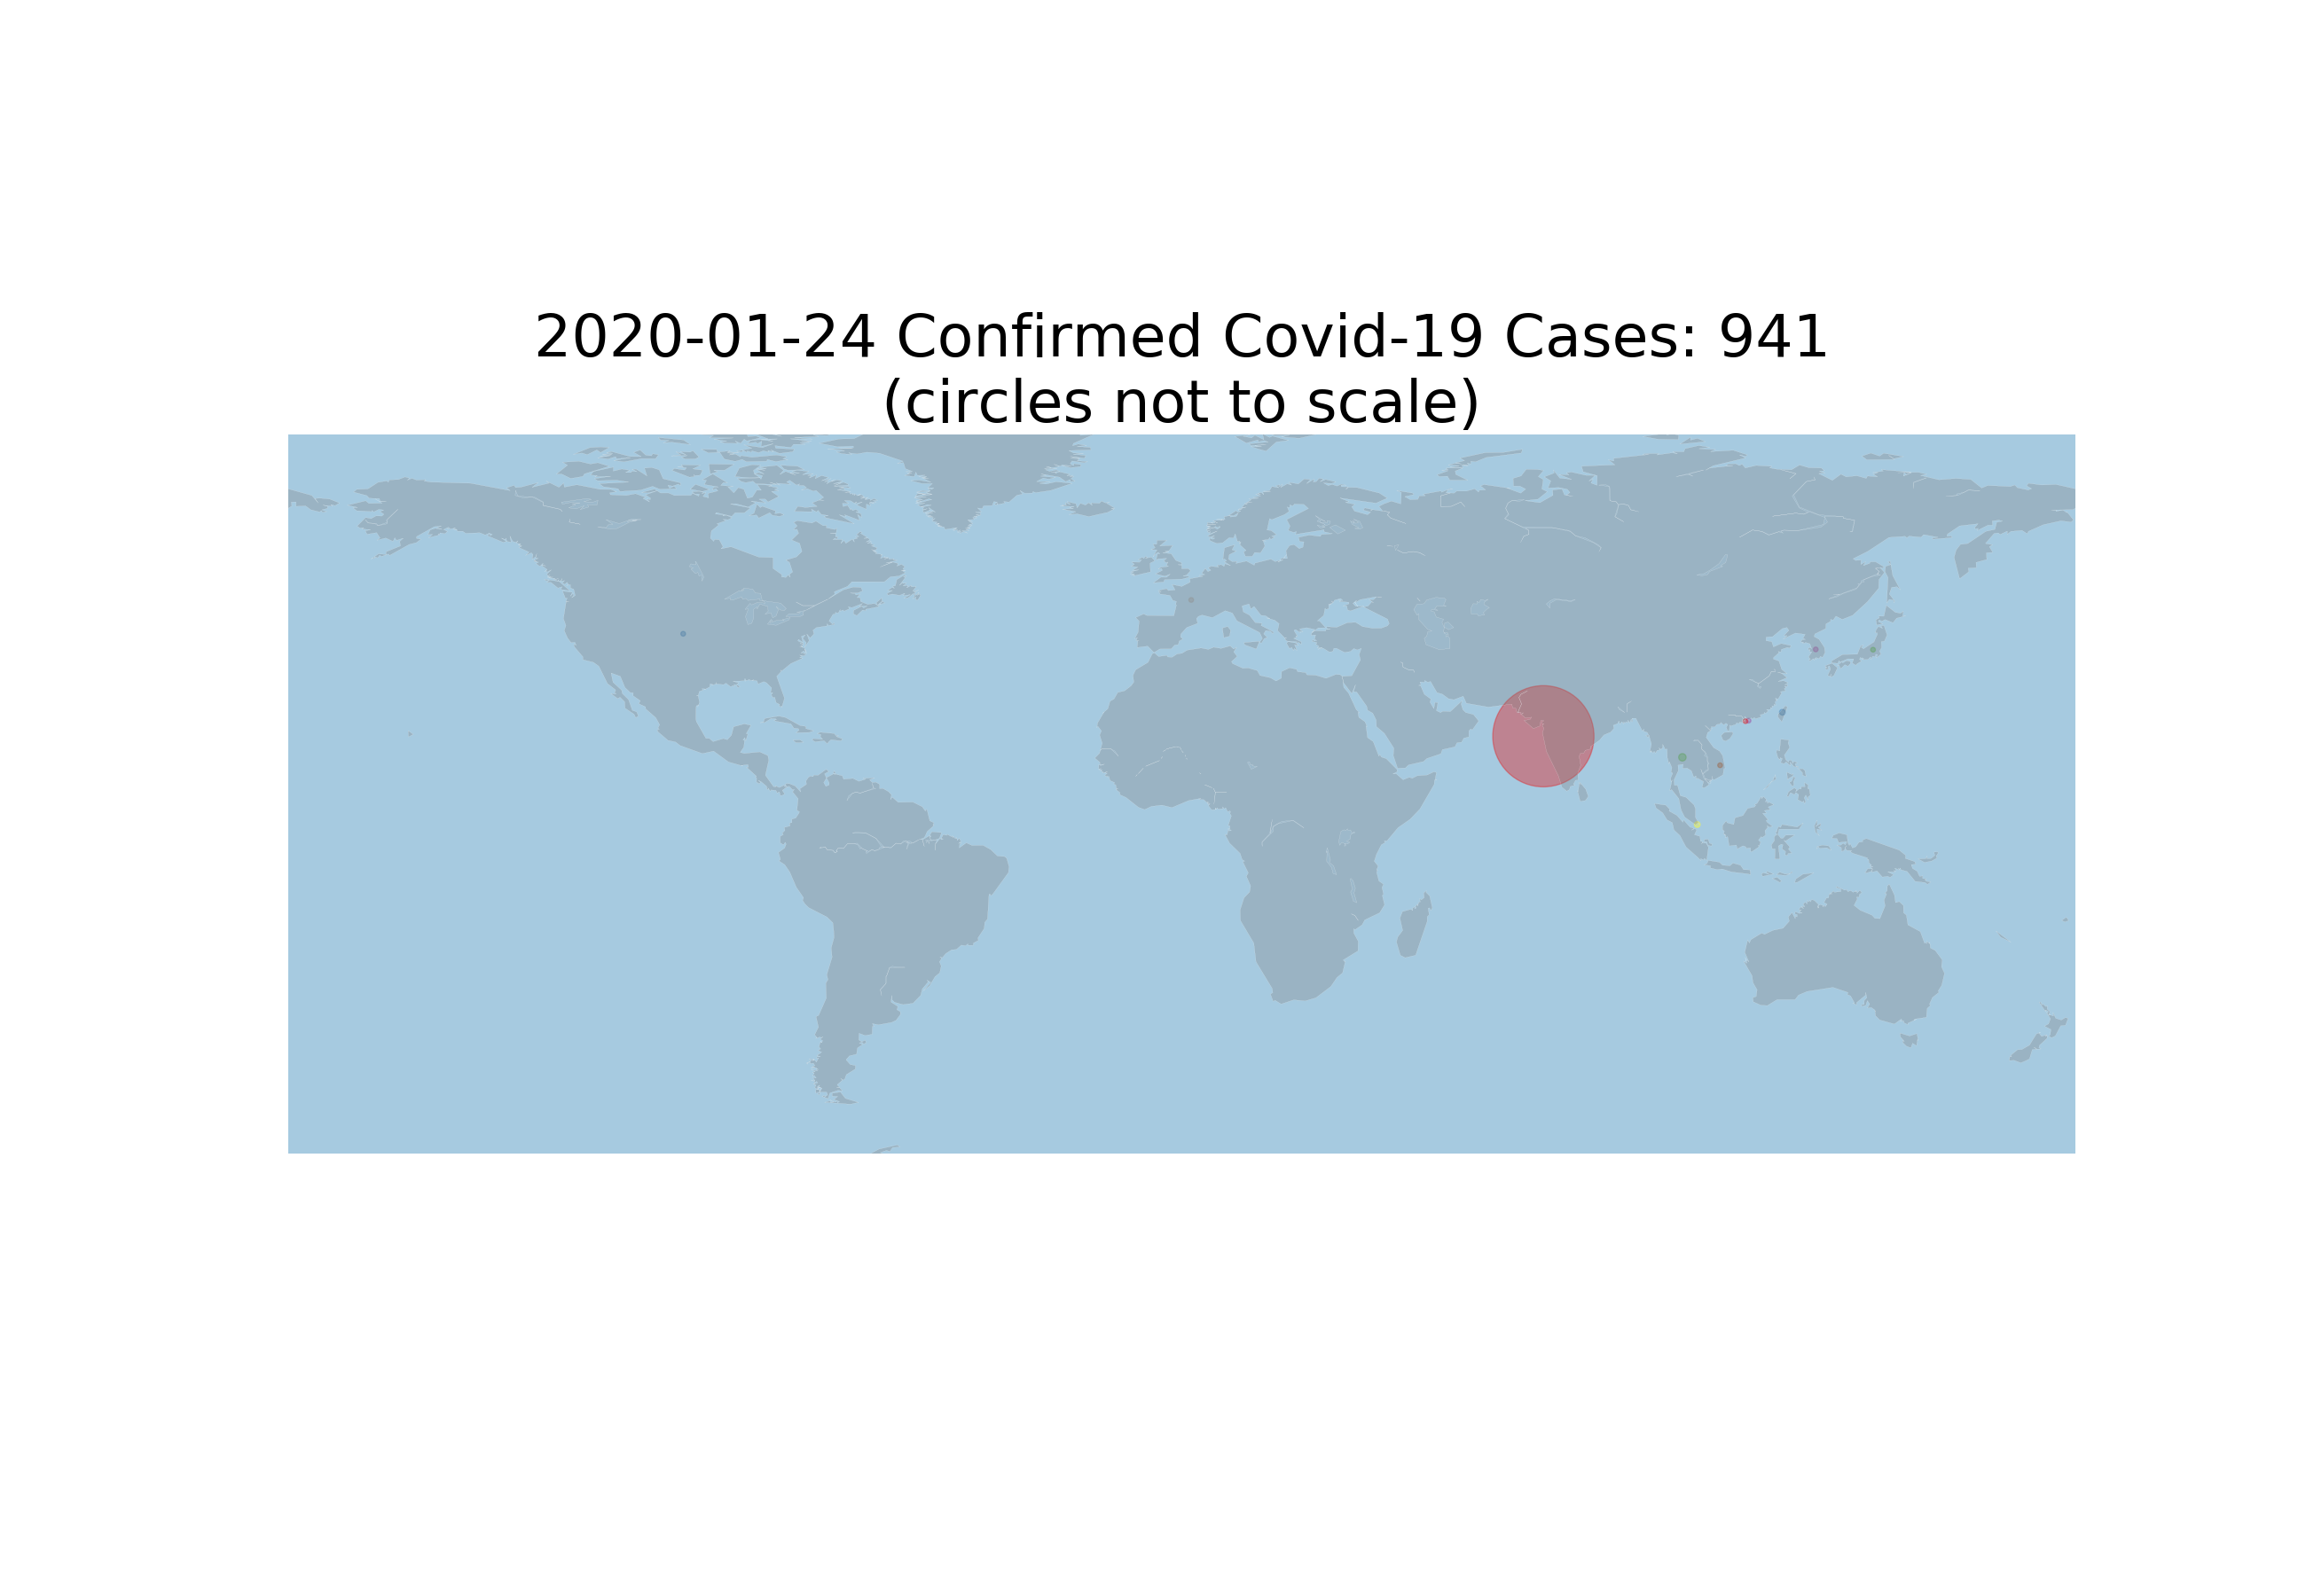 2020-01-24 Confirmed Covid-19 Cases: 941
(circles not to scale)